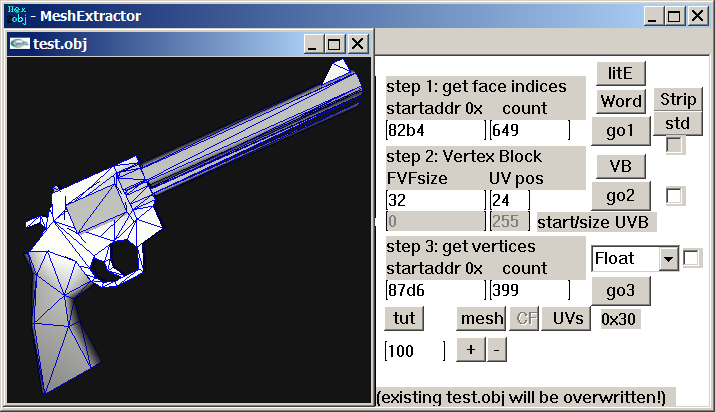 Hex
obj - MeshExtractor
test.obj
step 1: get face indices
startaddr 0x count
82b4 649
litE
Word
Strip
go1
std
step 2: Vertex Block
FVFsize UV pos
32 24
0 255 start/size UVB
VB
go2
step 3: get vertices
startaddr 0x count
87d6 399
Float
go3
tut mesh CF UVs 0x30
100 + -
(existing test.obj will be overwritten!)